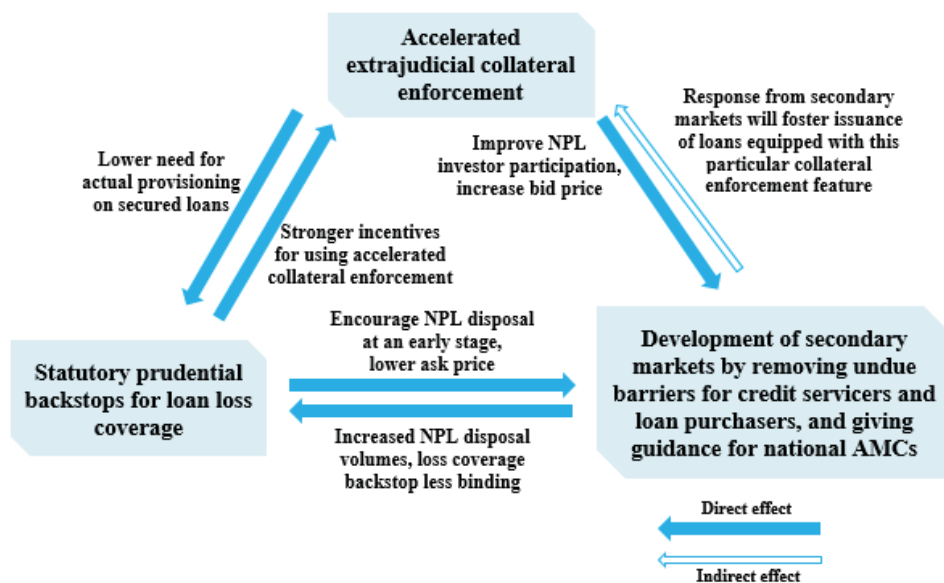 Accelerated
extrajudicial collateral
enforcement
Response from secondary
markets will foster issuance
of loans equipped with this
particular collateral
enforcement feature
Improve NPL
investor participation,
increase bid price
Lower need for
actual provisioning
on secured loans
Stronger incentives
for using accelerated
collateral enforcement
Encourage NPL disposal
at an early stage,
lower ask price
Statutory prudential
backstops for loan loss
coverage
Development of secondary
markets by removing undue
barriers for credit servicers and
loan purchasers, and giving
guidance for national AMCs
Increased NPL disposal
volumes, loss coverage
backstop less binding
Direct effect
Indirect effect